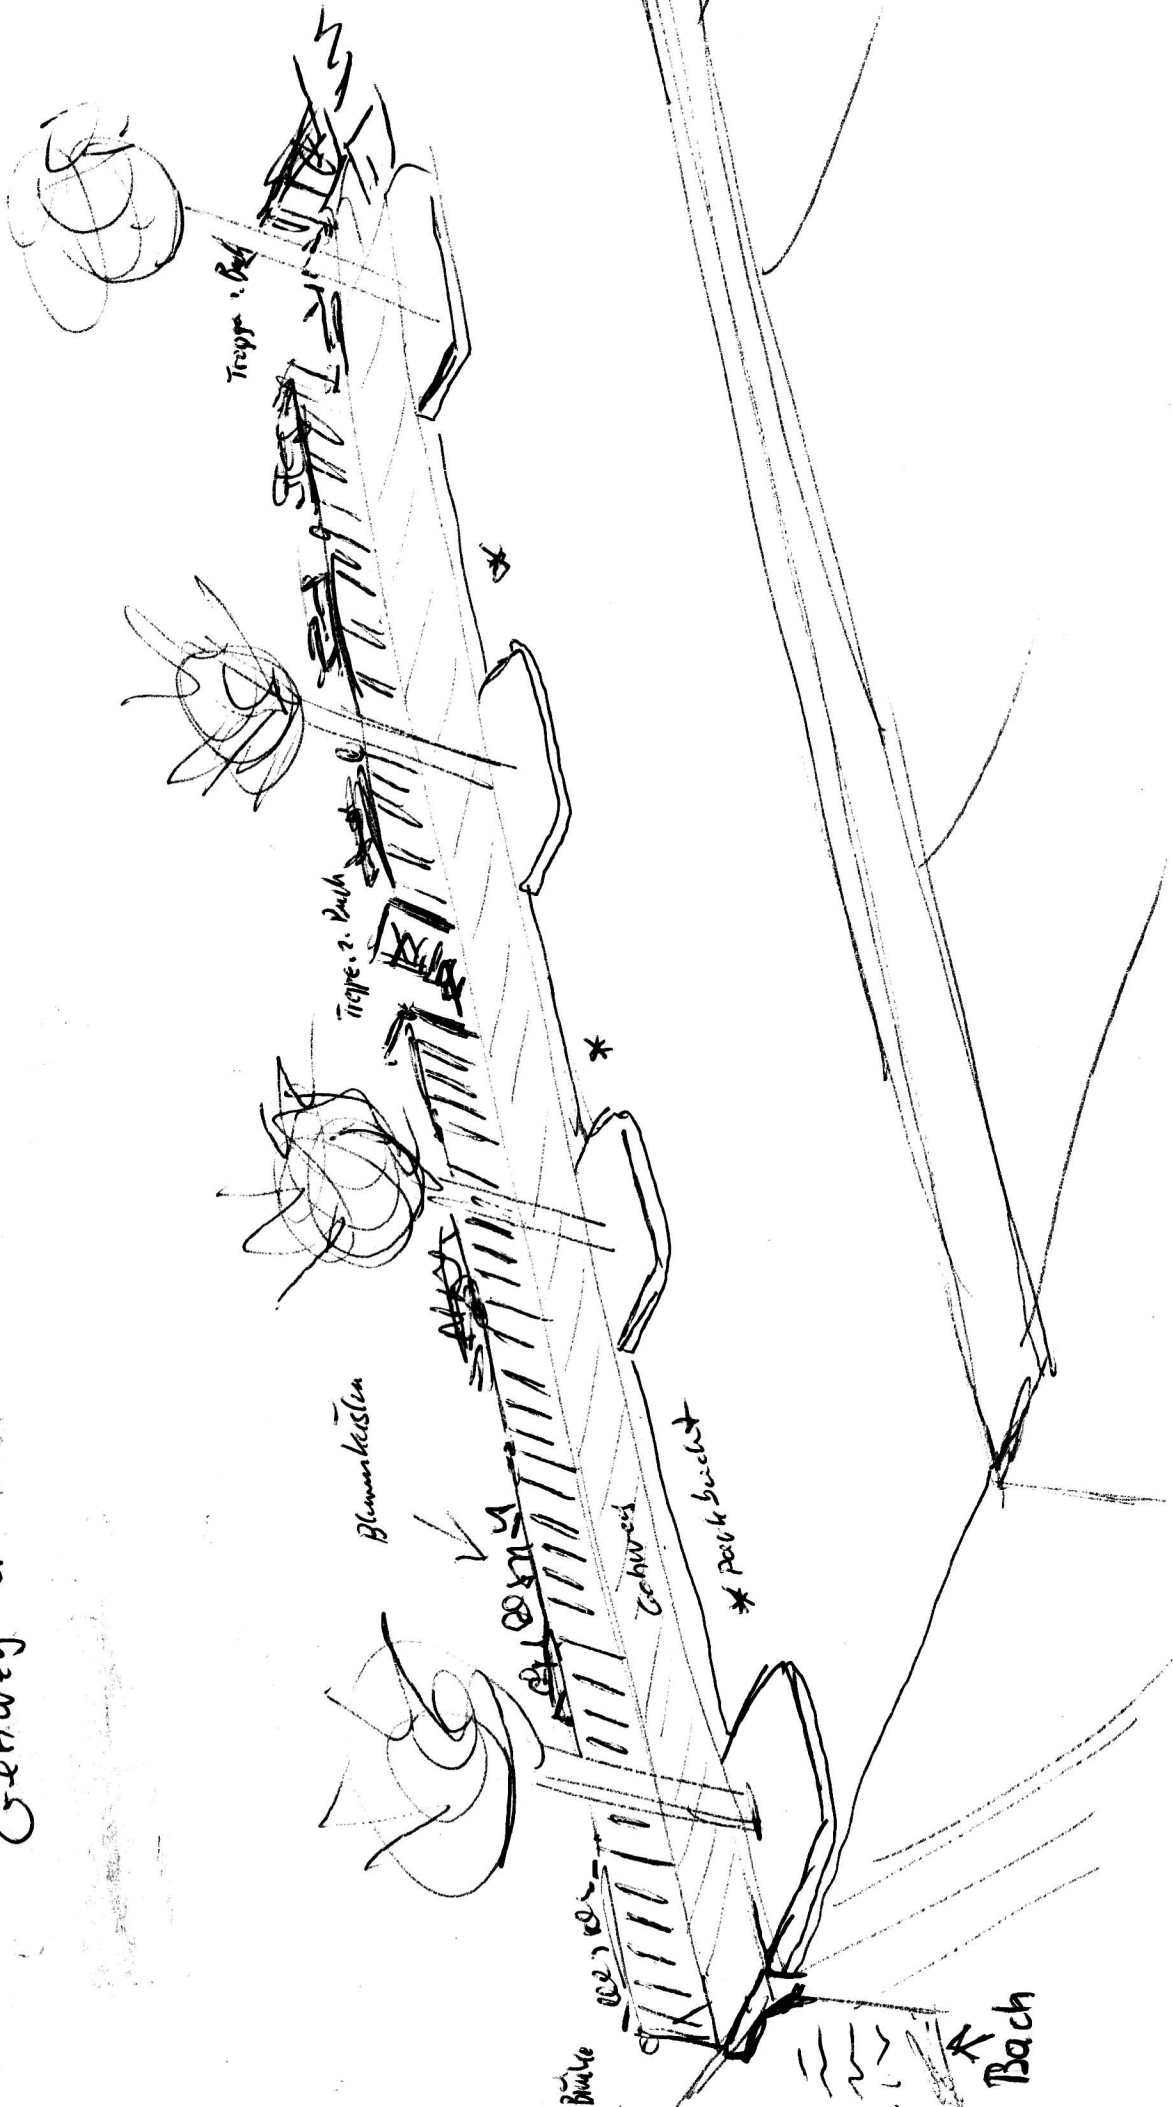 Gehweg
Treppe z. Bach
Treppe z. Bach
Blumenkästen
Gehweg
* Parkbucht
*
*
Brücke
Bach